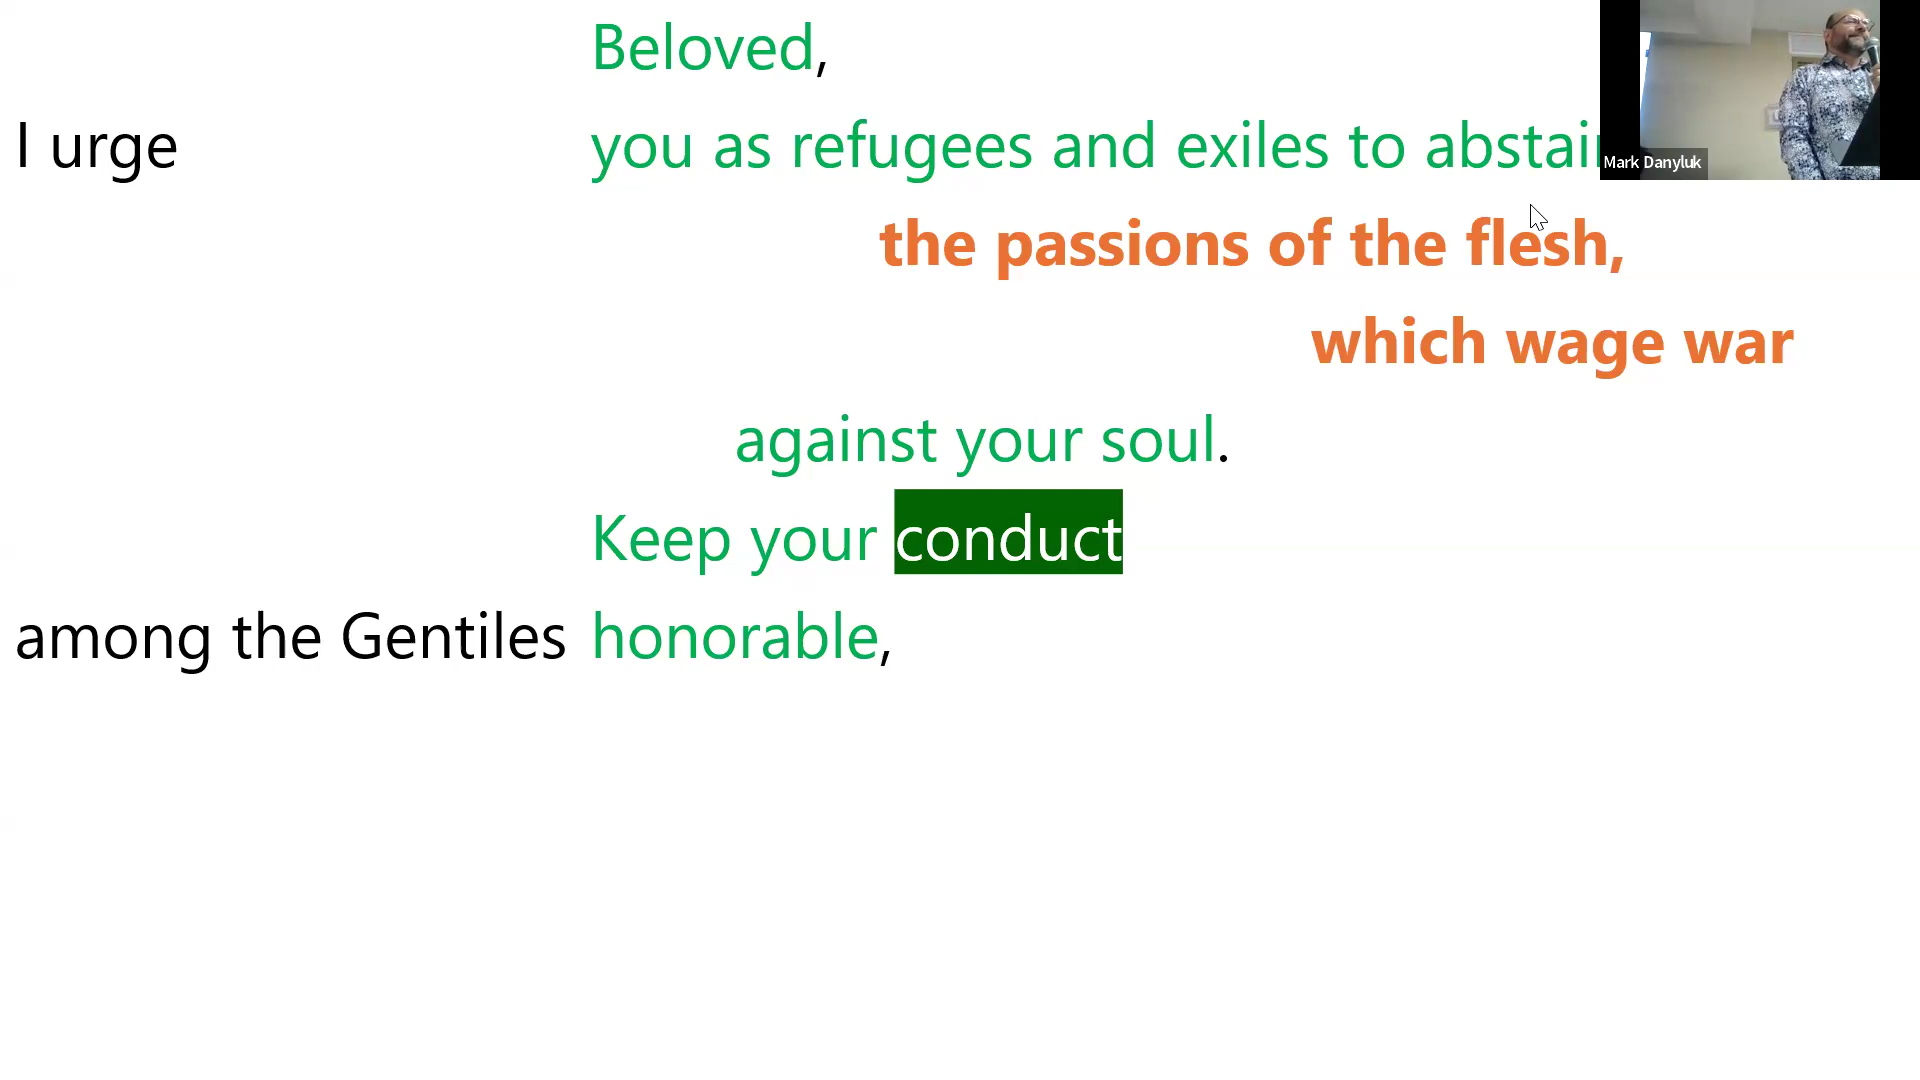 Beloved,
I urge you as refugees and exiles to
the passions of the flesh,
which wage war
against your soul.
Keep your conduct
among the Gentiles honorable,
Mark Danyluk